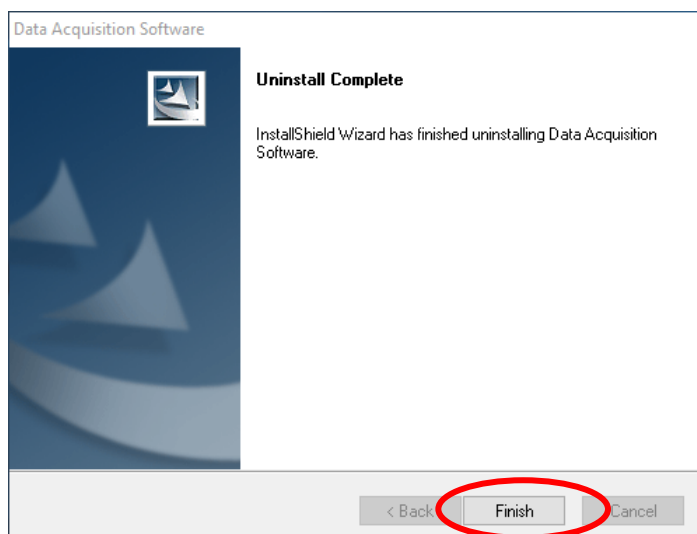 Data Acquisition Software
Uninstall Complete
InstallShield Wizard has finished uninstalling Data Acquisition
Software.
< Back
Finish
Cancel